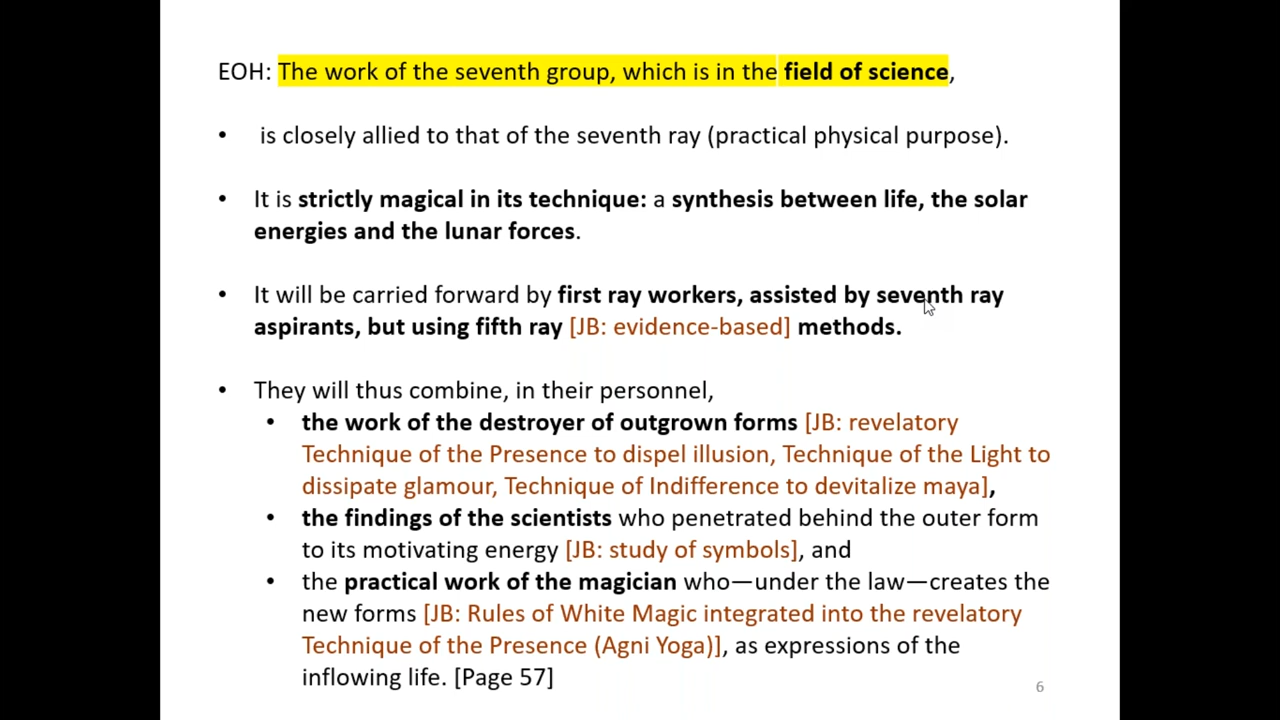 EOH: The work of the seventh group, which is in the field of science,
• is closely allied to that of the seventh ray (practical physical purpose).
• It is strictly magical in its technique: a synthesis between life, the solar
energies and the lunar forces.
• It will be carried forward by first ray workers, assisted by seventh ray
aspirants, but using fifth ray [JB: evidence-based] methods.
• They will thus combine, in their personnel,
• the work of the destroyer of outgrown forms [JB: revelatory
Technique of the Presence to dispel illusion, Technique of the Light to
dissipate glamour, Technique of Indifference to devitalize maya],
• the findings of the scientists who penetrated behind the outer form
to its motivating energy [JB: study of symbols], and
• the practical work of the magician who—under the law—creates the
new forms [JB: Rules of White Magic integrated into the revelatory
Technique of the Presence (Agni Yoga)], as expressions of the
inflowing life. [Page 57]
6